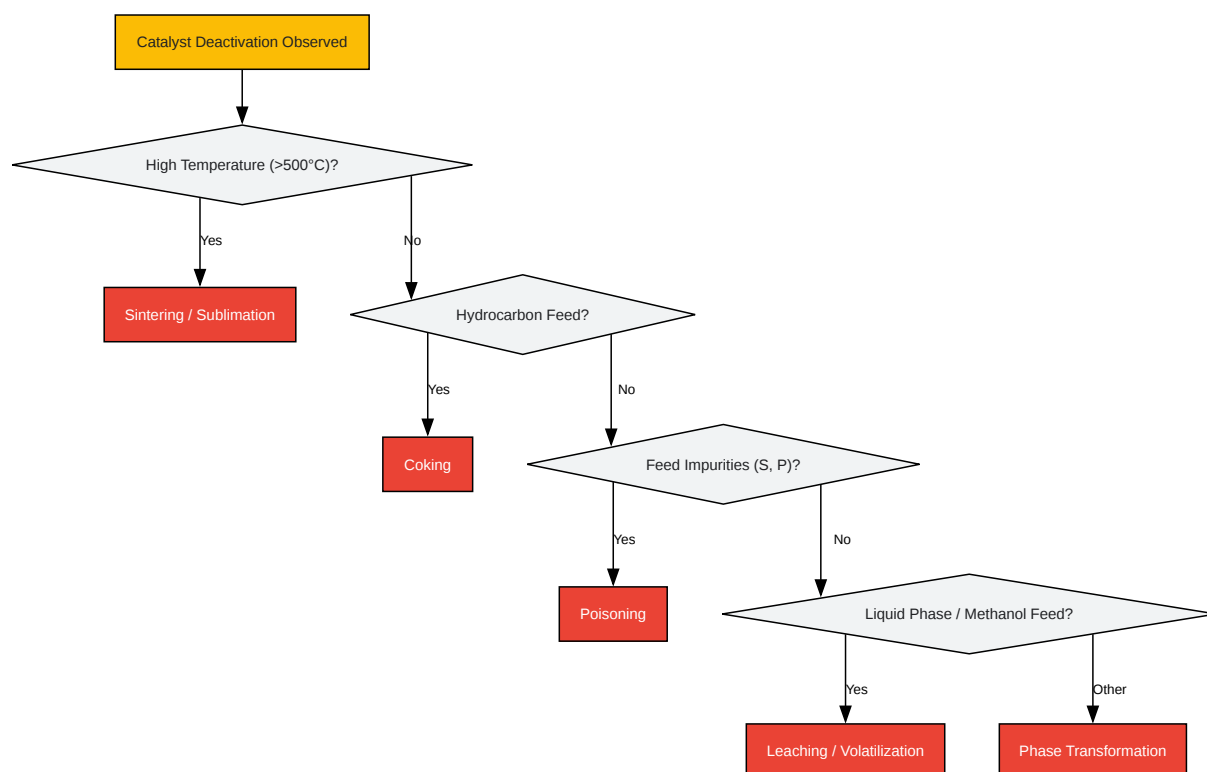 Catalyst Deactivation Observed
High Temperature (>500°C)?
Yes
No
Sintering / Sublimation
Hydrocarbon Feed?
Yes
No
Coking
Feed Impurities (S, P)?
Yes
No
Poisoning
Liquid Phase / Methanol Feed?
Yes
Other
Leaching / Volatilization
Phase Transformation